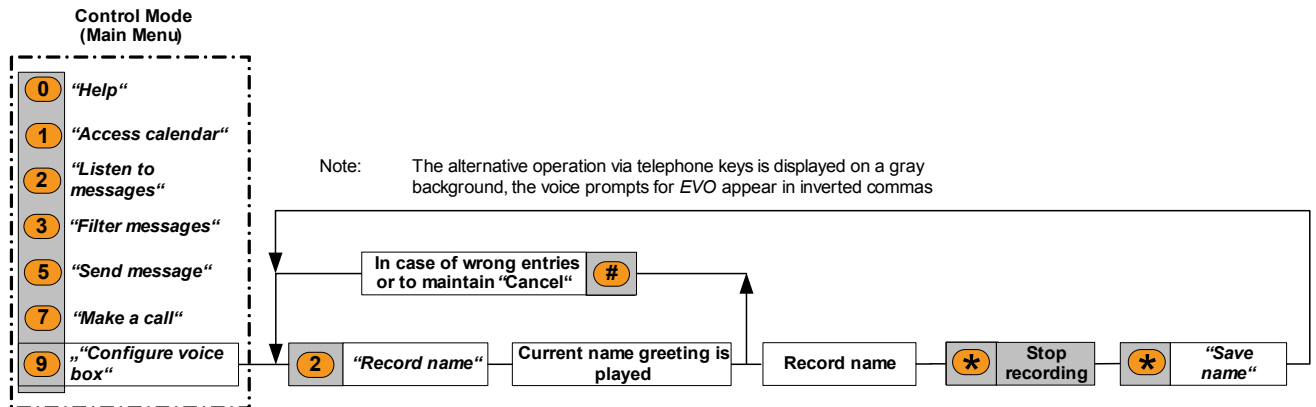 Control Mode
(Main Menu)
0 “Help“
1 “Access calendar“
2 “Listen to
messages“
3 “Filter messages“
5 “Send message“
7 “Make a call“
9 „“Configure voice
box“
Note: The alternative operation via telephone keys is displayed on a gray
background, the voice prompts for EVO appear in inverted commas
In case of wrong entries
or to maintain “Cancel“
#
2 “Record name“
Current name greeting is
played
Record name
* Stop
recording
* “Save
name“